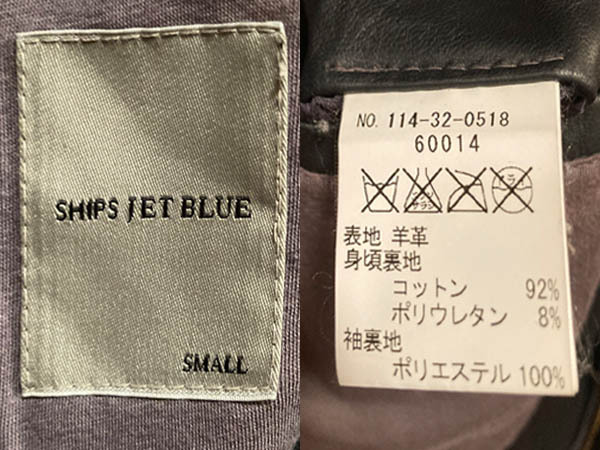 SHIPS JET BLUE
SMALL
NO. 114-32-0518
60014
表地 羊革
身頃裏地
コットン 92%
ポリウレタン 8%
袖裏地
ポリエステル 100%